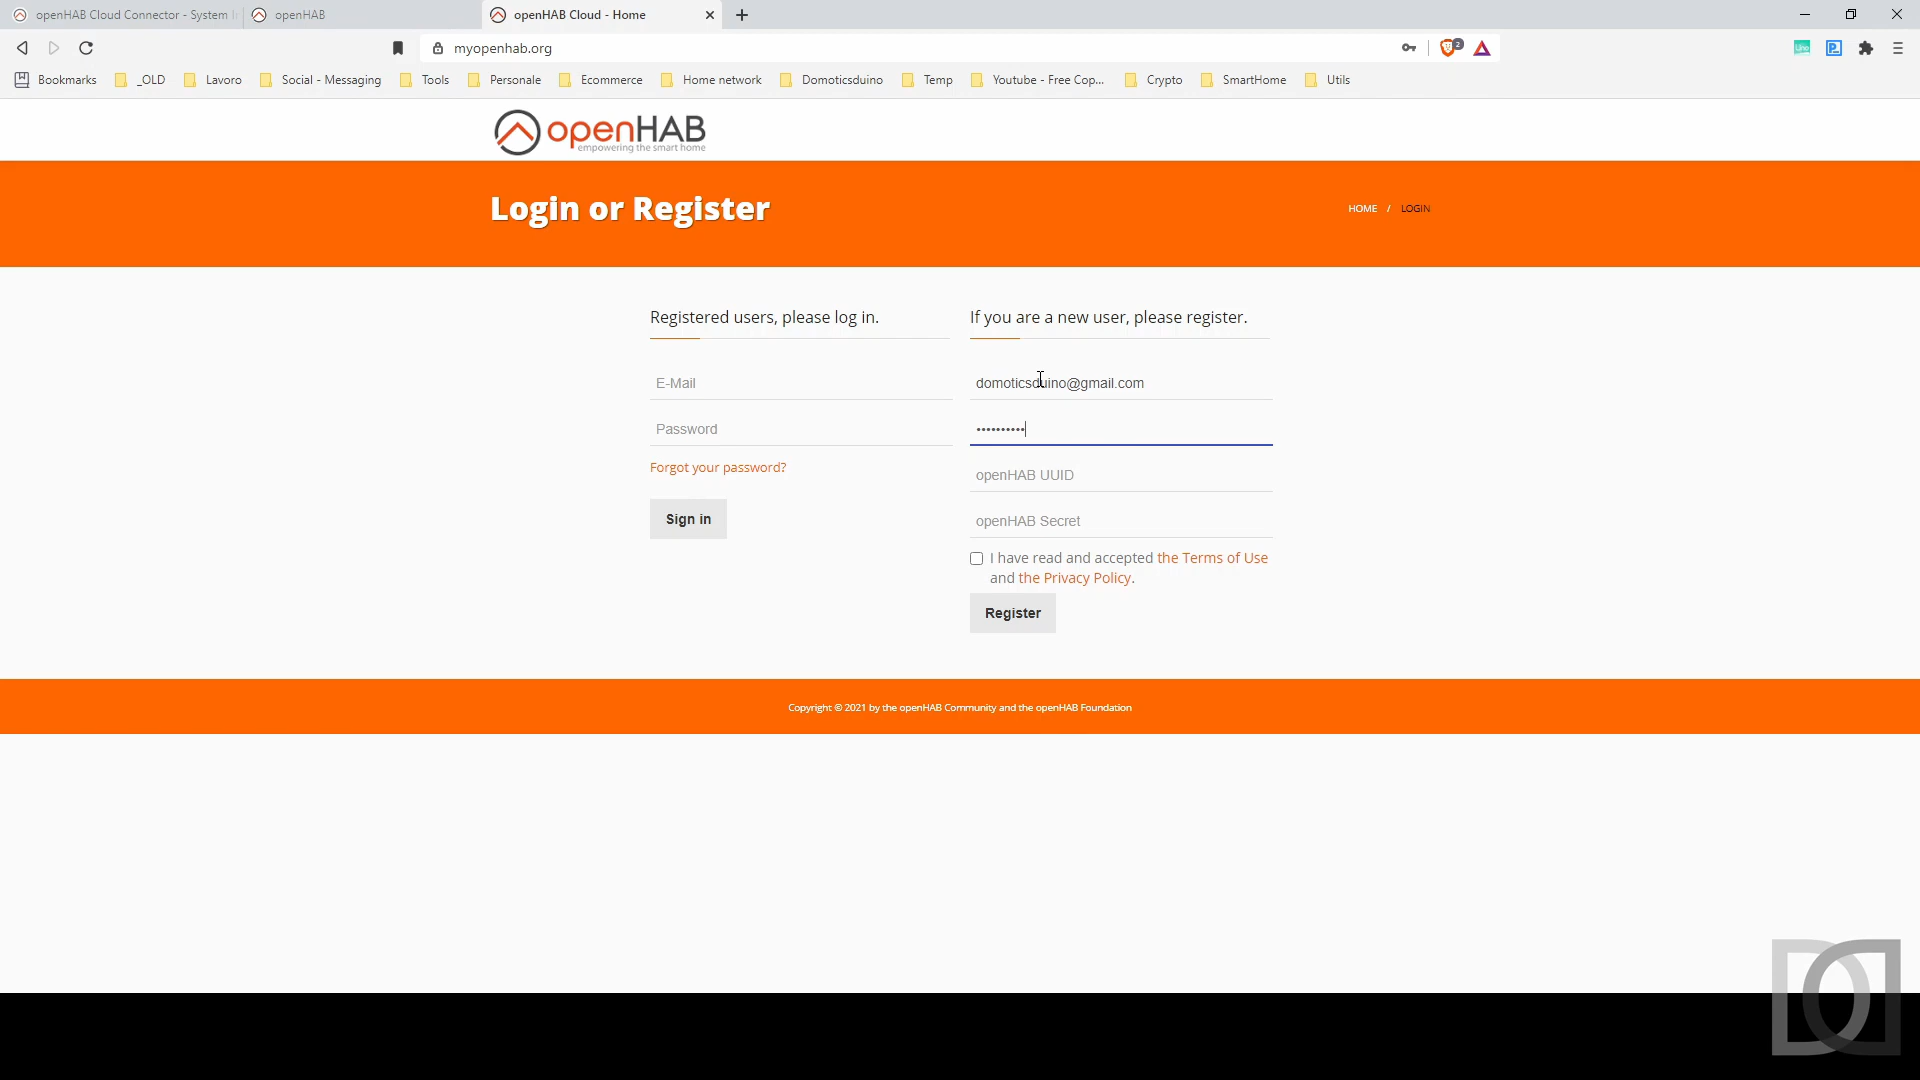 openHAB Cloud Connector - System I
openHAB
openHAB Cloud - Home
myopenhab.org
2
Bookmarks
_OLD
Lavoro
Social - Messaging
Tools
Personale
Ecommerce
Home network
Domoticsduino
Temp
Youtube - Free Cop...
Crypto
SmartHome
Utils
openHAB
empowering the smart home
Login or Register
HOME / LOGIN
Registered users, please log in.
E-Mail
Password
Forgot your password?
Sign in
If you are a new user, please register.
domoticsduino@gmail.com
••••••••••
openHAB UUID
openHAB Secret
I have read and accepted the Terms of Use
and the Privacy Policy.
Register
Copyright © 2021 by the openHAB Community and the openHAB Foundation